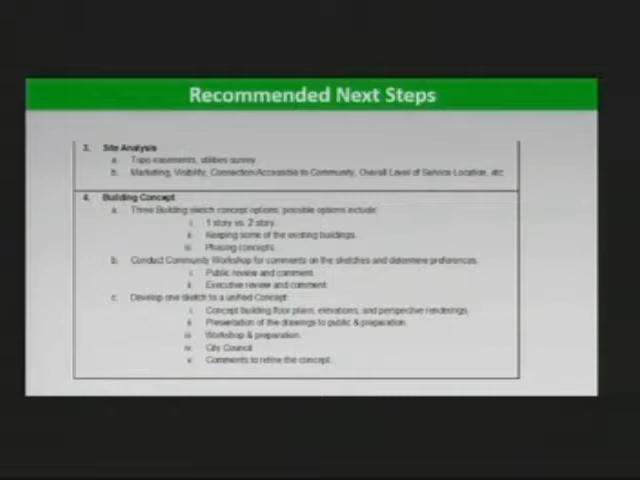 Recommended Next Steps
3. Site Analysis
a. Topo easements, utilities survey
b. Marketing, Visibility, Connection/Accessible to Community, Overall Level of Service Location, etc
4. Building Concept
a. Three Building sketch concept options, possible options include:
i. 1 story vs. 2 story.
ii. Keeping some of the existing buildings.
iii. Phasing concepts.
b. Conduct Community Workshop for comments on the sketches and determine preferences.
i. Public review and comment
ii. Executive review and comment
c. Develop one sketch to a unified Concept:
i. Concept building floor plans, elevations, and perspective renderings.
ii. Presentation of the drawings to public & preparation.
iii. Workshop & preparation.
iv. City Council
v. Comments to refine the concept.